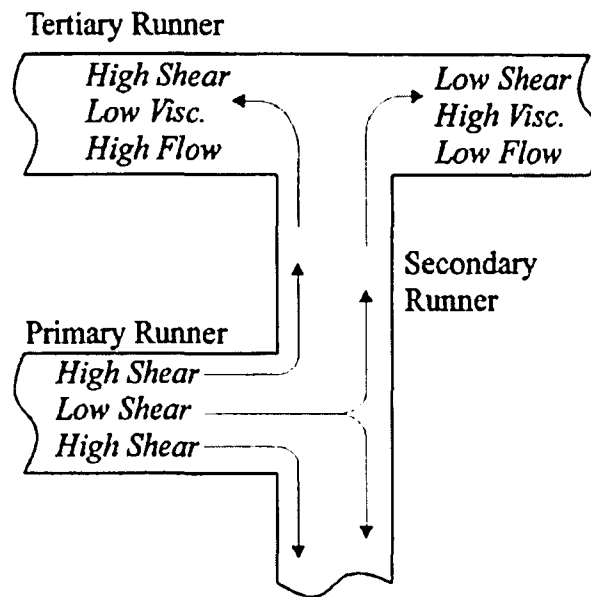 Tertiary Runner
High Shear
Low Visc.
High Flow
Low Shear
High Visc.
Low Flow
Secondary
Runner
Primary Runner
High Shear
Low Shear
High Shear